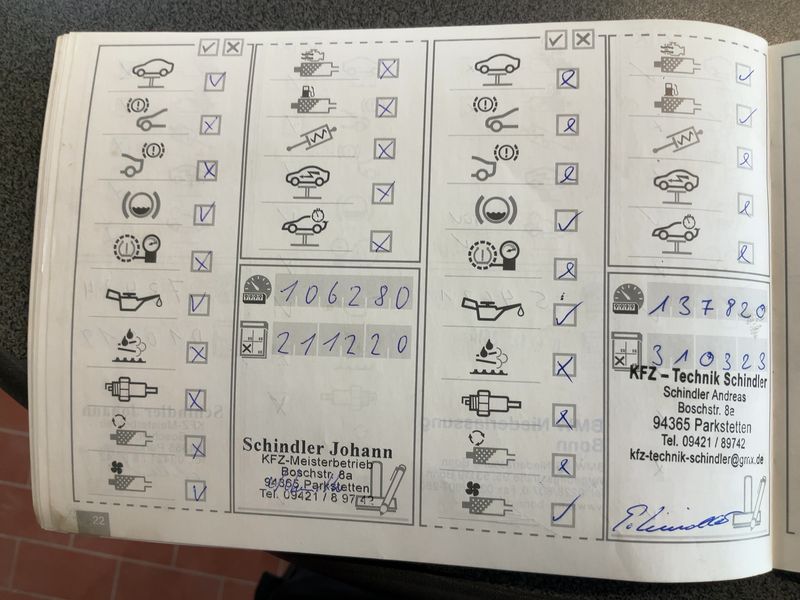 106280
211220
Schindler Johann
KFZ-Meisterbetrieb
Boschstr. 8a
94365 Parkstetten
Tel. 09421 / 8 97 42
22
137820
310323
KFZ – Technik Schindler
Schindler Andreas
Boschstr. 8a
94365 Parkstetten
Tel. 09421 / 89742
kfz-technik-schindler@gmx.de